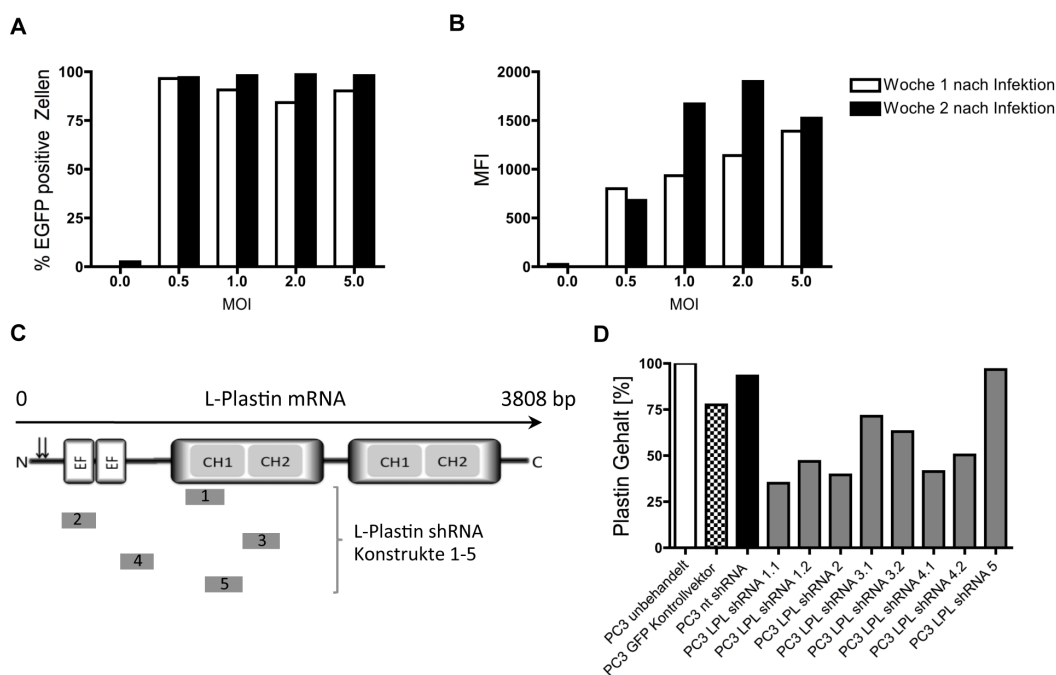 A
% EGFP positive Zellen
100
75
50
25
0
0.0 0.5 1.0 2.0 5.0
MOI
B
MFI
2000
1500
1000
500
0
0.0 0.5 1.0 2.0 5.0
MOI
Woche 1 nach Infektion
Woche 2 nach Infektion
C
0 L-Plastin mRNA 3808 bp
N EF EF CH1 CH2 CH1 CH2 C
1
2
3
4
5
L-Plastin shRNA
Konstrukte 1-5
D
Plastin Gehalt [%]
100
75
50
25
0
PC3 unbehandelt
PC3 GFP Kontrollvektor
PC3 nt shRNA
PC3 LPL shRNA 1.1
PC3 LPL shRNA 1.2
PC3 LPL shRNA 2
PC3 LPL shRNA 3.1
PC3 LPL shRNA 3.2
PC3 LPL shRNA 4.1
PC3 LPL shRNA 4.2
PC3 LPL shRNA 5